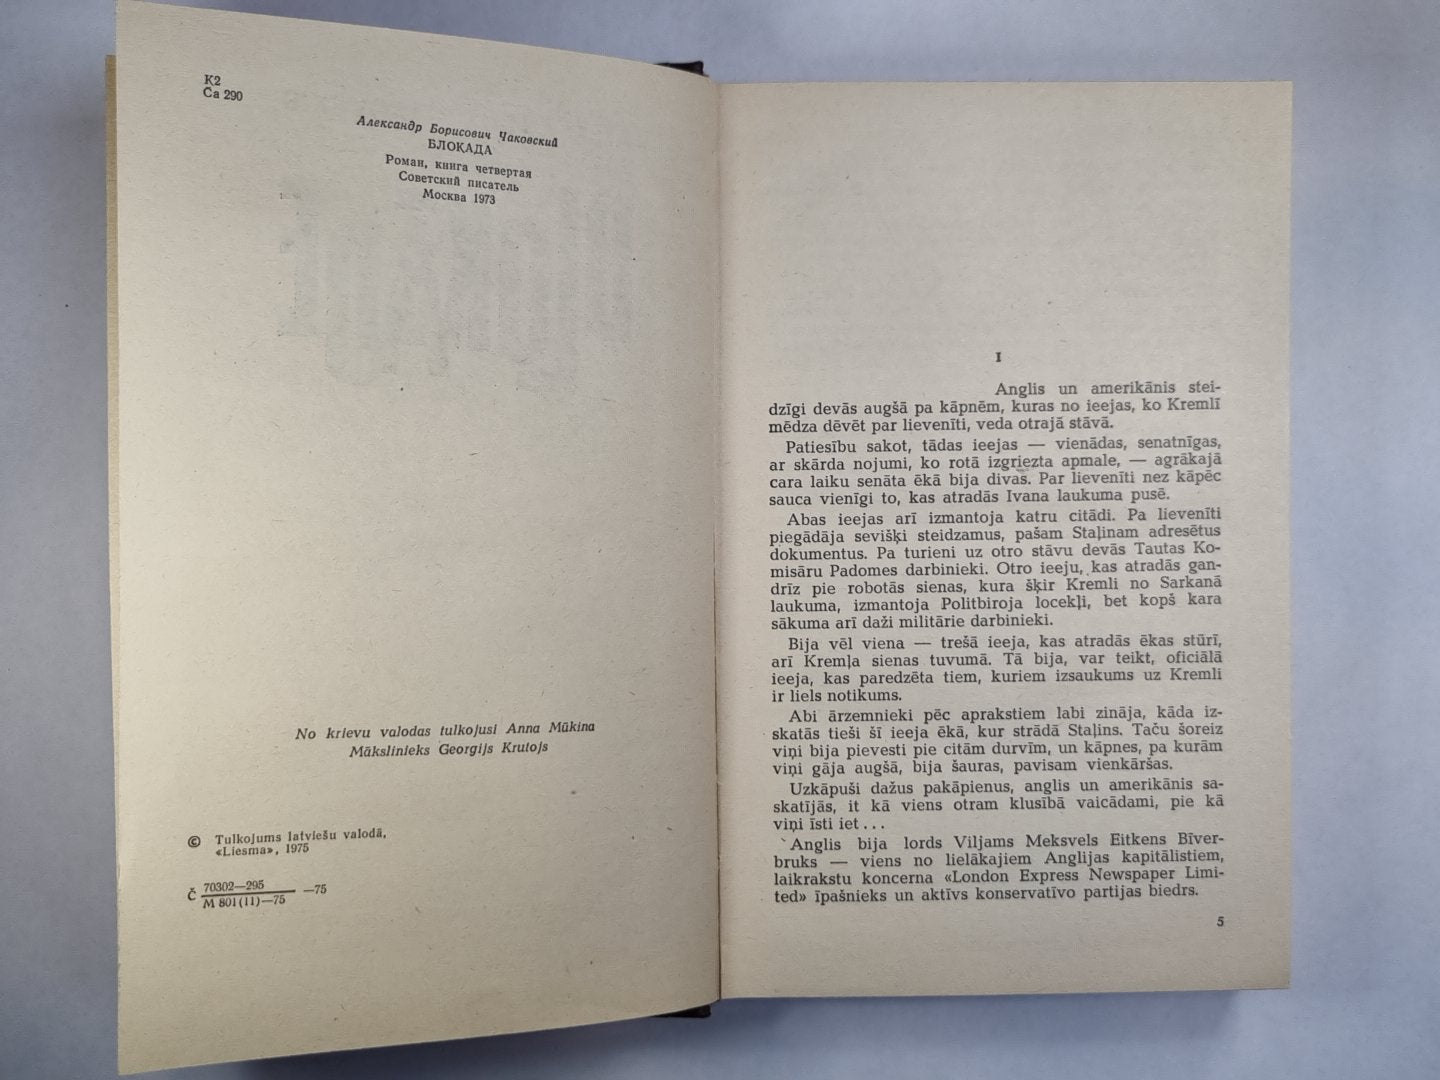 К2
Ča 290
Александр Борисович Чаковский
БЛОКАДА
Роман, книга четвертая
Советский писатель
Москва 1973
No krievu valodas tulkojusi Anna Mūkina
Mākslinieks Georgijs Krutojs
© Tulkojums latviešu valodā,
«Liesma», 1975
Č 70302—295 —75
M 801(11)—75
I
Anglis un amerikānis stei-
dzīgi devās augšā pa kāpnēm, kuras no ieejas, ko Kremlī
mēdza dēvēt par lievenīti, veda otrajā stāvā.
Patiesību sakot, tādas ieejas — vienādas, senatnīgas,
ar skārda nojumi, ko rotā izgriezta apmale, — agrākajā
cara laiku senāta ēkā bija divas. Par lievenīti nez kāpēc
sauca vienīgi to, kas atradās Ivana laukuma pusē.
Abas ieejas arī izmantoja katru citādi. Pa lievenīti
piegādāja sevišķi steidzamus, pašam Staļinam adresētus
dokumentus. Pa turieni uz otro stāvu devās Tautas Ko-
misāru Padomes darbinieki. Otro ieeju, kas atradās gan-
drīz pie robotās sienas, kura šķir Kremli no Sarkanā
laukuma, izmantoja Politbiroja locekļi, bet kopš kara
sākuma arī daži militārie darbinieki.
Bija vēl viena — trešā ieeja, kas atradās ēkas stūrī,
arī Kremļa sienas tuvumā. Tā bija, var teikt, oficiālā
ieeja, kas paredzēta tiem, kuriem izsaukums uz Kremli
ir liels notikums.
Abi ārzemnieki pēc aprakstiem labi zināja, kāda iz-
skatās tieši šī ieeja ēkā, kur strādā Staļins. Taču šoreiz
viņi bija pievesti pie citām durvīm, un kāpnes, pa kurām
viņi gāja augšā, bija šauras, pavisam vienkāršas.
Uzkāpuši dažus pakāpienus, anglis un amerikānis sa-
skatījās, it kā viens otram klusībā vaicādami, pie kā
viņi īsti iet...
Anglis bija lords Viljams Meksvels Eitkens Bīver-
bruks — viens no lielākajiem Anglijas kapitālistiem,
laikrakstu koncerna «London Express Newspaper Limi-
ted» īpašnieks un aktīvs konservatīvo partijas biedrs.
5